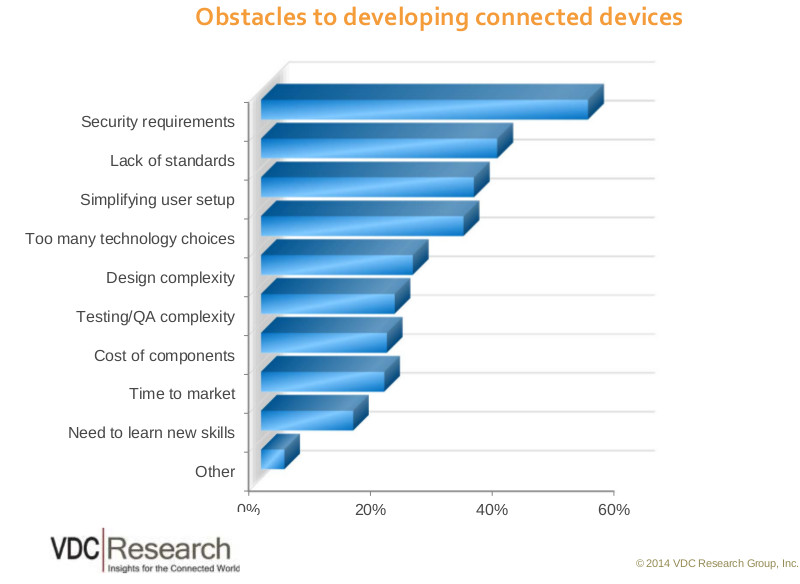 Obstacles to developing connected devices
Security requirements
Lack of standards
Simplifying user setup
Too many technology choices
Design complexity
Testing/QA complexity
Cost of components
Time to market
Need to learn new skills
Other
0% 20% 40% 60%
VDC Research
Insights for the Connected World
© 2014 VDC Research Group, Inc.